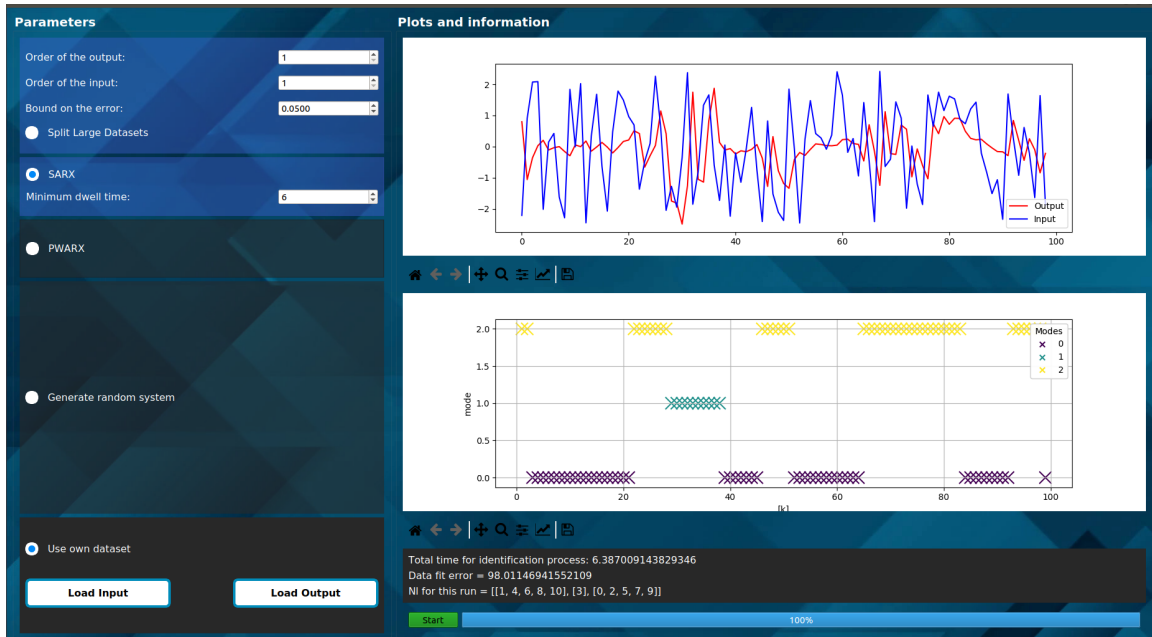 Parameters
Order of the output: 1
Order of the input: 1
Bound on the error: 0.0500
Split Large Datasets
SARX
Minimum dwell time: 6
PWARX
Generate random system
Use own dataset
Load Input Load Output
Plots and information
2
1
0
−1
−2
0 20 40 60 80 100
Output
Input
2.0
1.5
1.0
0.5
0.0
mode
0 20 40 60 80 100
[k]
Modes
0
1
2
Total time for identification process: 6.387009143829346
Data fit error = 98.01146941552109
NI for this run = [[1, 4, 6, 8, 10], [3], [0, 2, 5, 7, 9]]
Start 100%